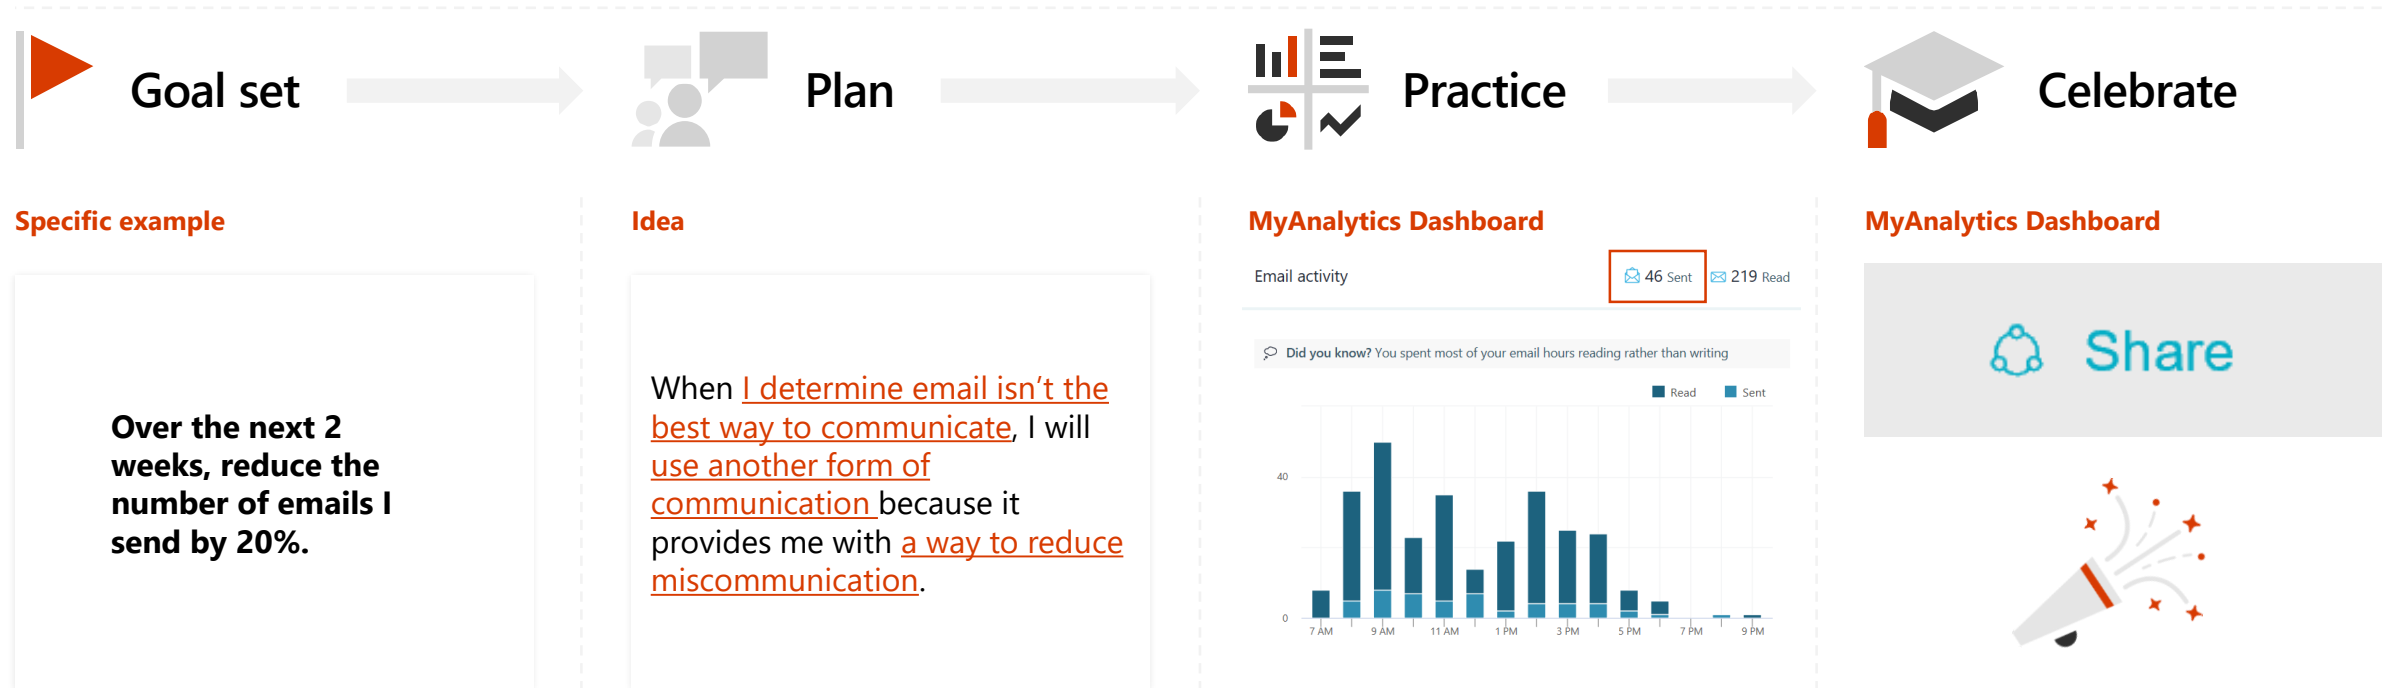 Goal set
Plan
Practice
Celebrate
Specific example
Over the next 2
weeks, reduce the
number of emails I
send by 20%.
Idea
When I determine email isn’t the
best way to communicate, I will
use another form of
communication because it
provides me with a way to reduce
miscommunication.
MyAnalytics Dashboard
Email activity
46 Sent
219 Read
Did you know? You spent most of your email hours reading rather than writing
Read
Sent
40
0
7 AM
9 AM
11 AM
1 PM
3 PM
5 PM
7 PM
9 PM
MyAnalytics Dashboard
Share